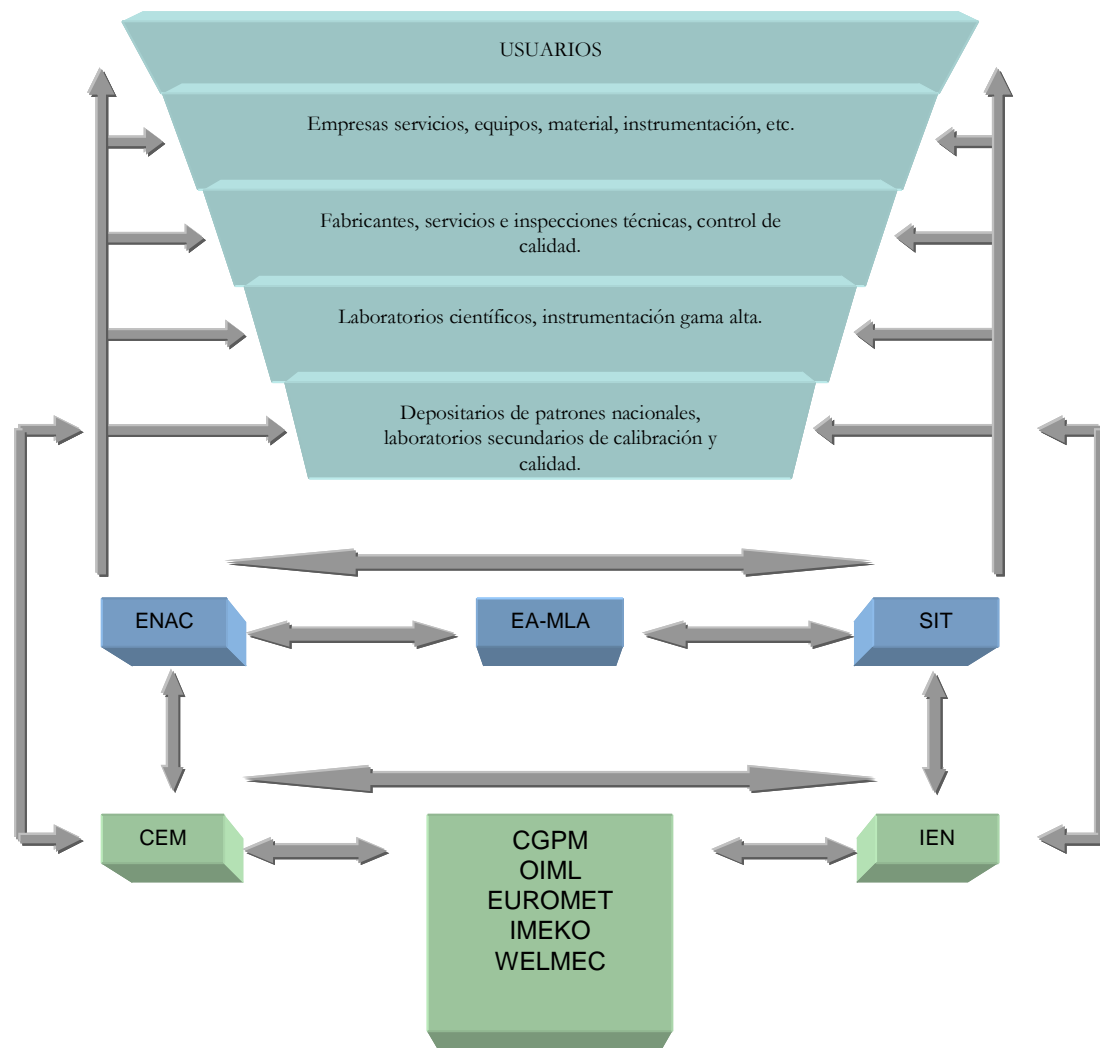 USUARIOS
Empresas servicios, equipos, material, instrumentación, etc.
Fabricantes, servicios e inspecciones técnicas, control de
calidad.
Laboratorios científicos, instrumentación gama alta.
Depositarios de patrones nacionales,
laboratorios secundarios de calibración y
calidad.
ENAC
EA-MLA
SIT
CEM
CGPM
OIML
EUROMET
IMEKO
WELMEC
IEN